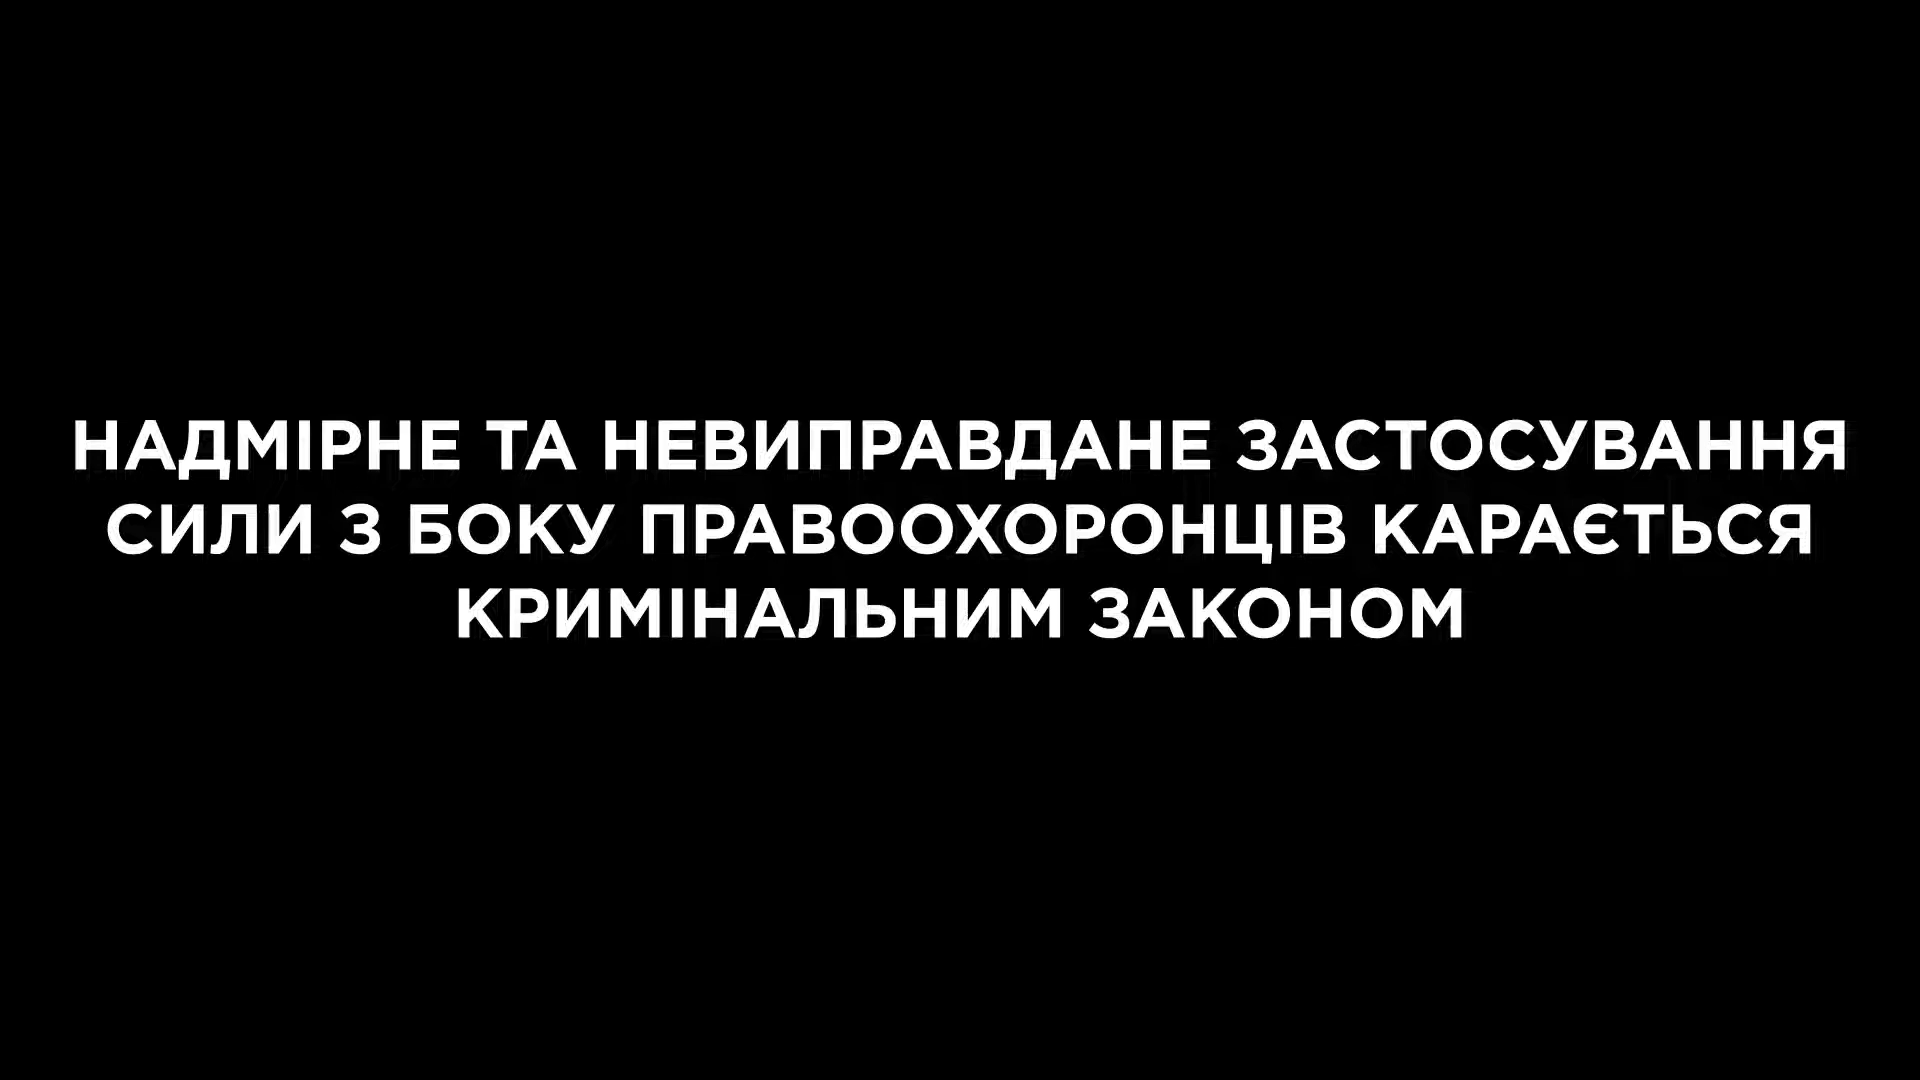 НАДМІРНЕ ТА НЕВИПРАВДАНЕ ЗАСТОСУВАННЯ
СИЛИ З БОКУ ПРАВООХОРОНЦІВ КАРАЄТЬСЯ
КРИМІНАЛЬНИМ ЗАКОНОМ